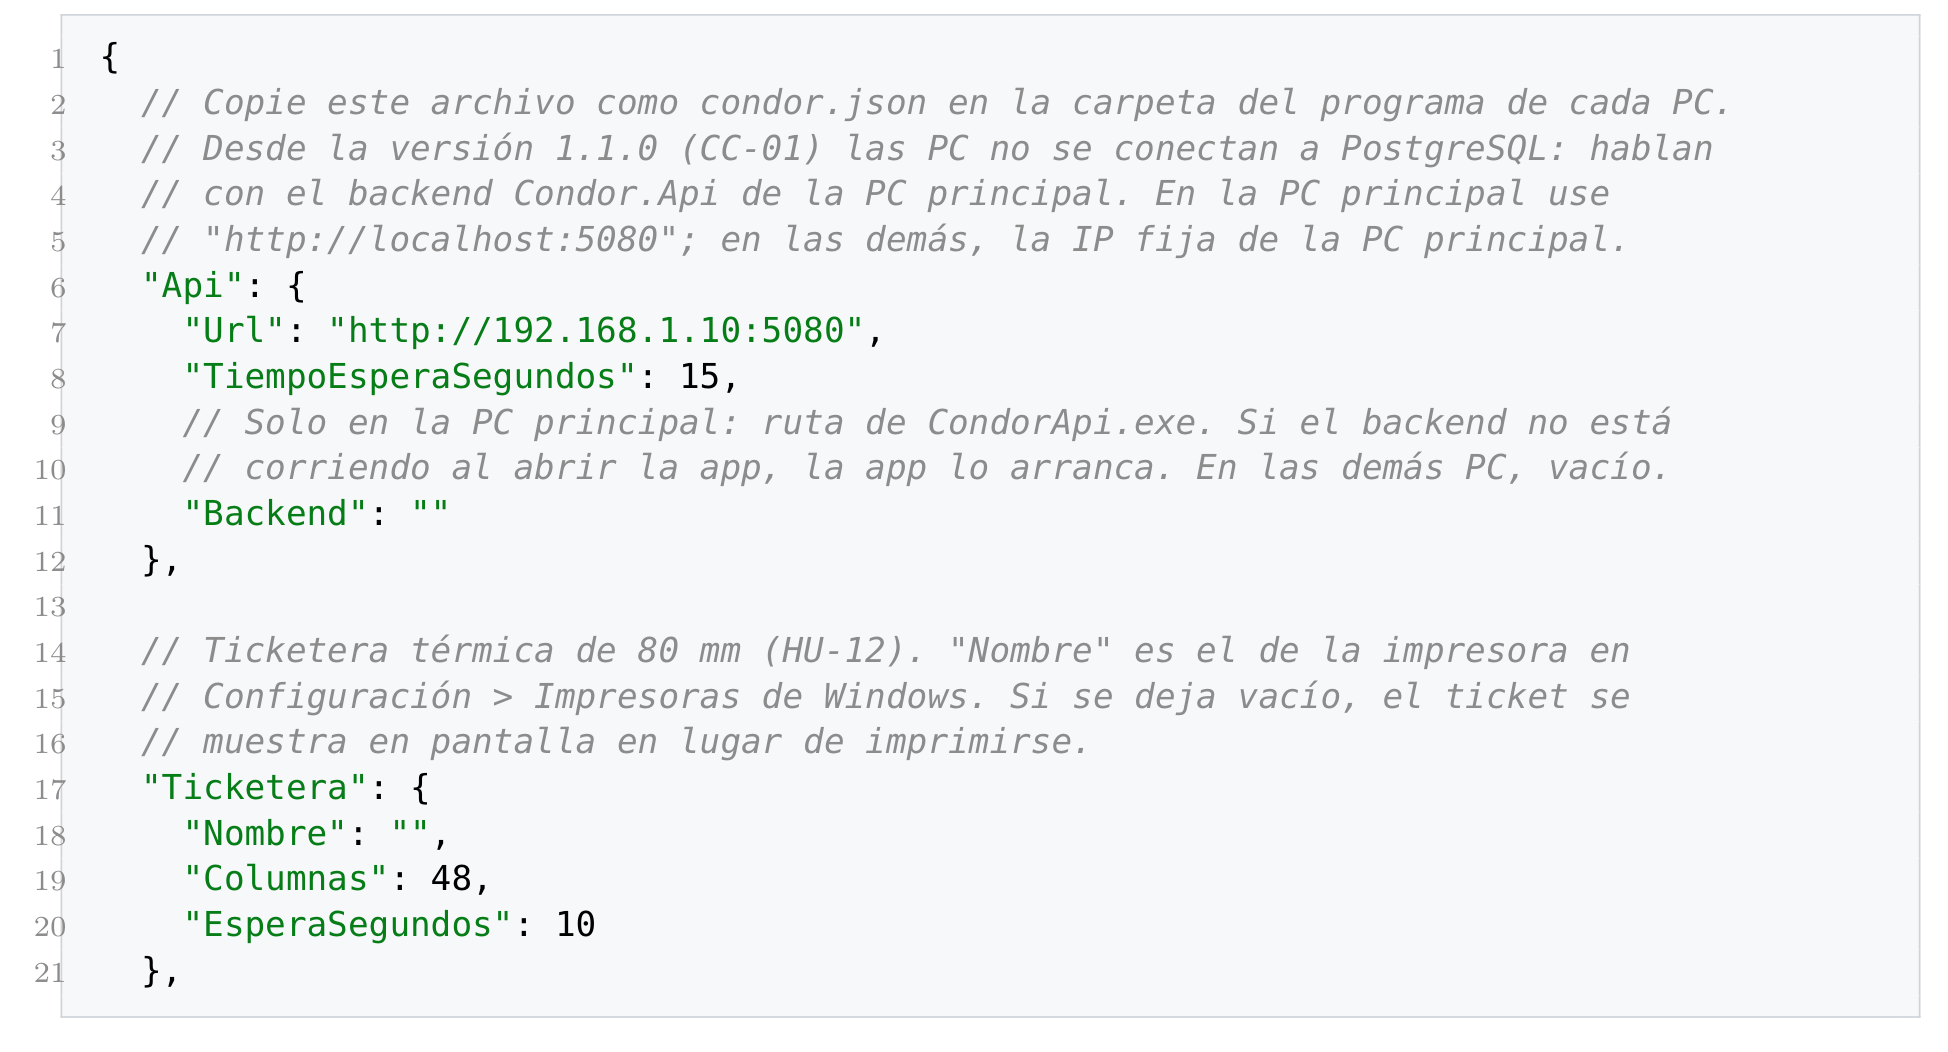 1 {
2 // Copie este archivo como condor.json en la carpeta del programa de cada PC.
3 // Desde la versión 1.1.0 (CC-01) las PC no se conectan a PostgreSQL: hablan
4 // con el backend Condor.Api de la PC principal. En la PC principal use
5 // "http://localhost:5080"; en las demás, la IP fija de la PC principal.
6 "Api": {
7 "Url": "http://192.168.1.10:5080",
8 "TiempoEsperaSegundos": 15,
9 // Solo en la PC principal: ruta de CondorApi.exe. Si el backend no está
10 // corriendo al abrir la app, la app lo arranca. En las demás PC, vacío.
11 "Backend": ""
12 },
13
14 // Ticketera térmica de 80 mm (HU-12). "Nombre" es el de la impresora en
15 // Configuración > Impresoras de Windows. Si se deja vacío, el ticket se
16 // muestra en pantalla en lugar de imprimirse.
17 "Ticketera": {
18 "Nombre": "",
19 "Columnas": 48,
20 "EsperaSegundos": 10
21 },